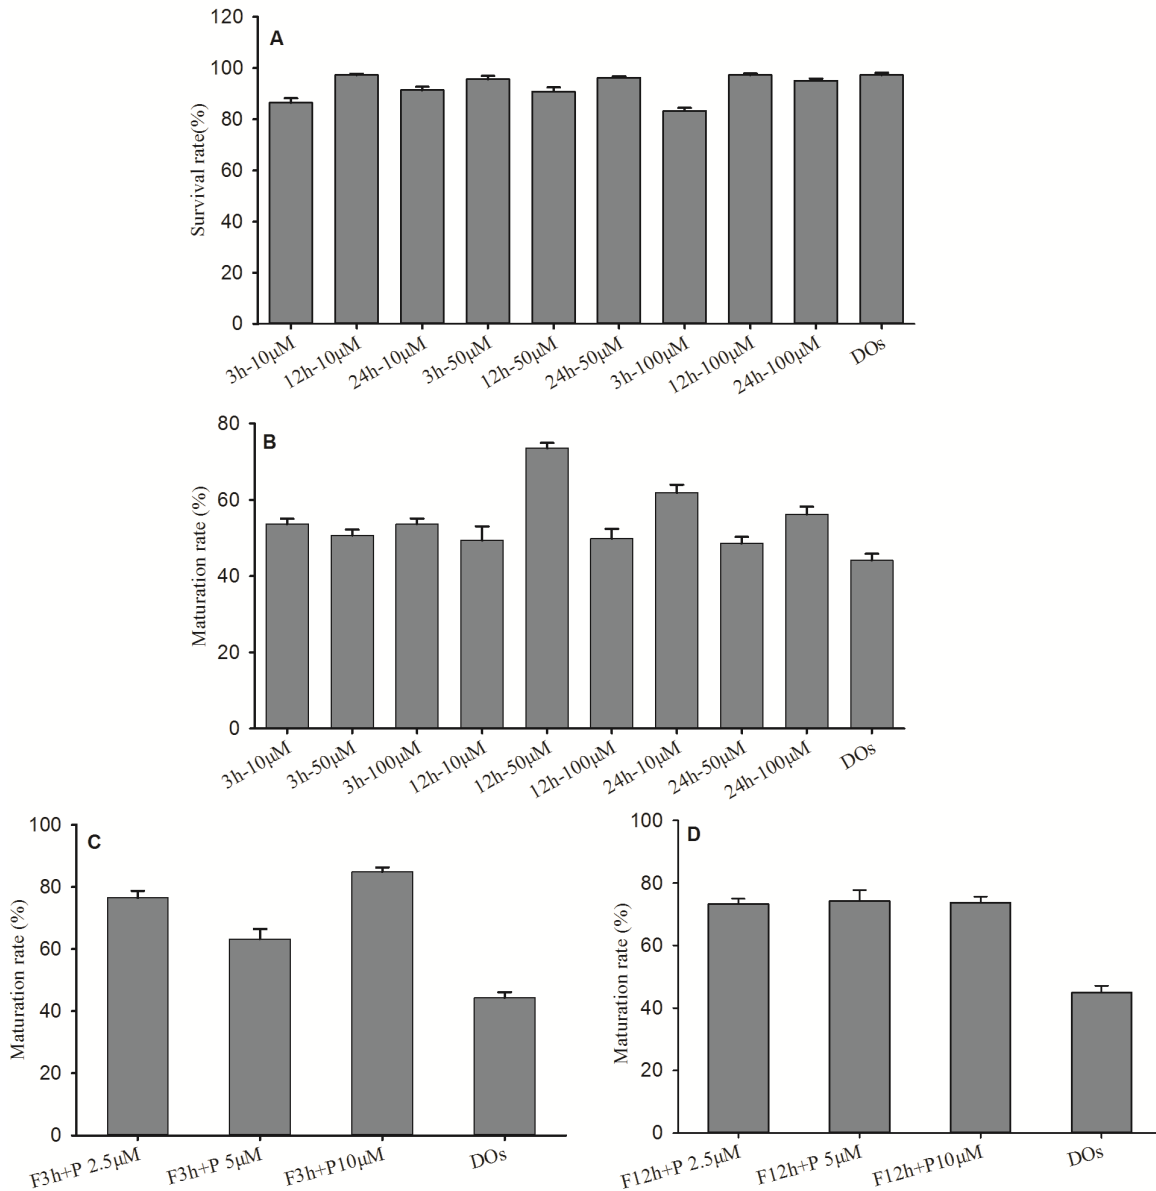 A
Survival rate(%)
120
100
80
60
40
20
0
3h-10µM
12h-10µM
24h-10µM
3h-50µM
12h-50µM
24h-50µM
3h-100µM
12h-100µM
24h-100µM
DOs
B
Maturation rate (%)
80
60
40
20
0
3h-10µM
3h-50µM
3h-100µM
12h-10µM
12h-50µM
12h-100µM
24h-10µM
24h-50µM
24h-100µM
DOs
C
Maturation rate (%)
100
80
60
40
20
0
F3h+P 2.5µM
F3h+P 5µM
F3h+P10µM
DOs
D
Maturation rate (%)
100
80
60
40
20
0
F12h+P 2.5µM
F12h+P 5µM
F12h+P10µM
DOs